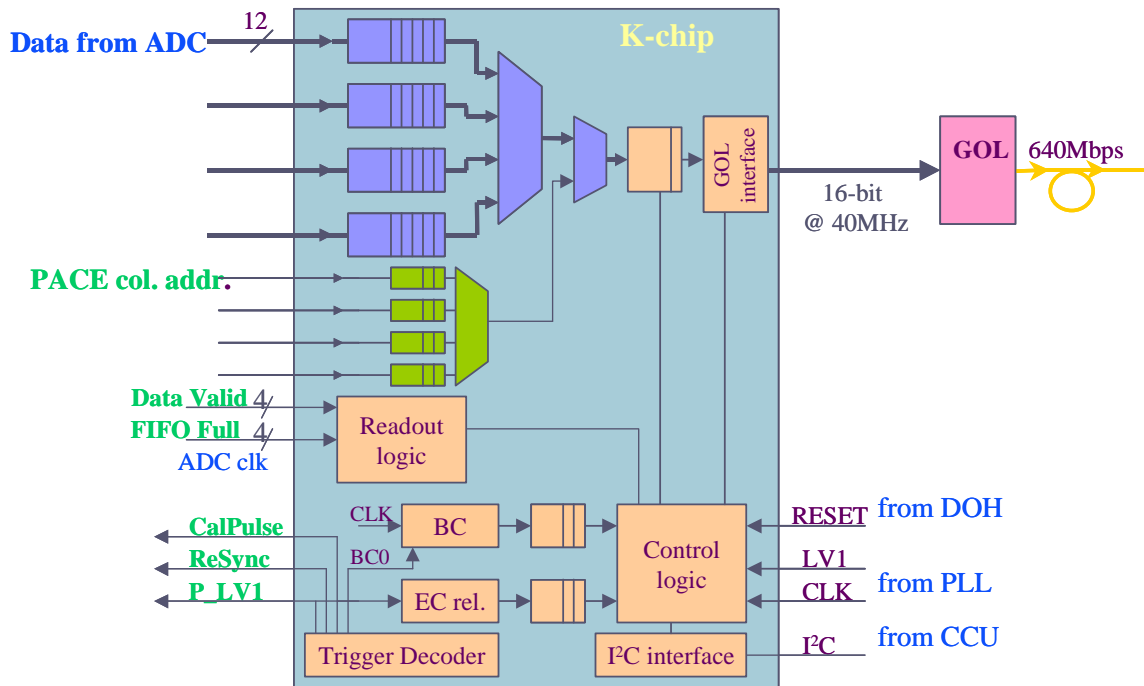 12
Data from ADC
K-chip
GOL
interface
GOL
640Mbps
16-bit
@ 40MHz
PACE col. addr.
Data Valid 4
FIFO Full 4
ADC clk
Readout
logic
CLK
BC
BC0
CalPulse
ReSync
P_LV1
EC rel.
Control
logic
RESET
from DOH
LV1
CLK
from PLL
I²C
from CCU
Trigger Decoder
I²C interface